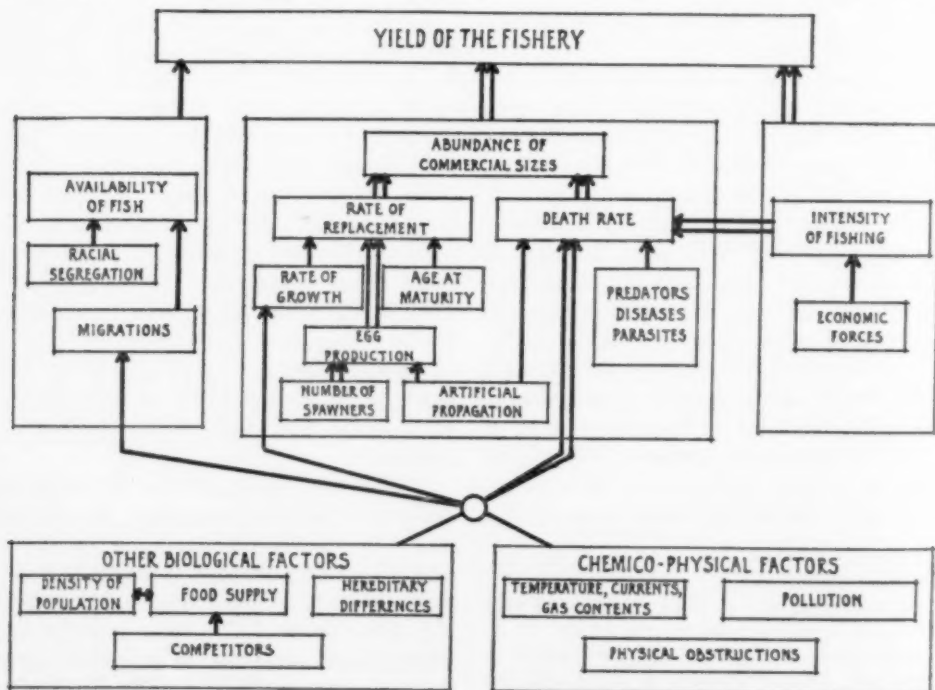 YIELD OF THE FISHERY
AVAILABILITY
OF FISH
RACIAL
SEGREGATION
MIGRATIONS
ABUNDANCE OF
COMMERCIAL SIZES
RATE OF
REPLACEMENT
DEATH RATE
RATE OF
GROWTH
AGE AT
MATURITY
EGG
PRODUCTION
NUMBER OF
SPAWNERS
ARTIFICIAL
PROPAGATION
PREDATORS
DISEASES
PARASITES
INTENSITY
OF FISHING
ECONOMIC
FORCES
OTHER BIOLOGICAL FACTORS
DENSITY OF
POPULATION
FOOD SUPPLY
HEREDITARY
DIFFERENCES
COMPETITORS
CHEMICO-PHYSICAL FACTORS
TEMPERATURE, CURRENTS,
GAS CONTENTS
POLLUTION
PHYSICAL OBSTRUCTIONS